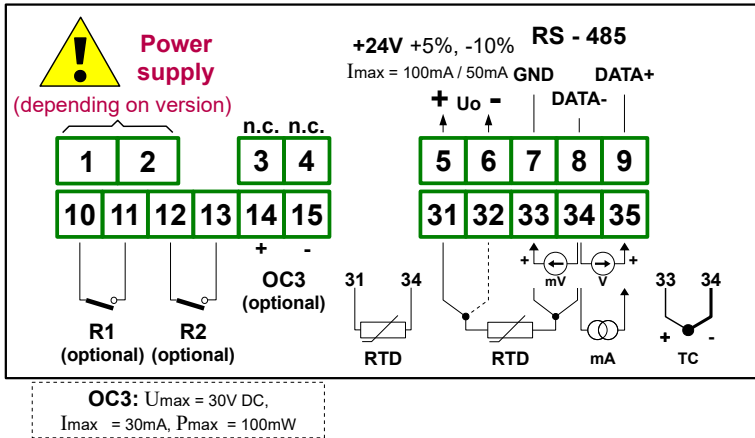 Power
supply
(depending on version)
+24V +5%, -10%
Imax = 100mA / 50mA
RS - 485
GND DATA+
DATA-
+ Uo -
n.c. n.c.
1 2 3 4 5 6 7 8 9
10 11 12 13 14 15 31 32 33 34 35
+ -
OC3
(optional)
R1
(optional)
R2
(optional)
31 34
RTD
RTD
+ mV
V +
mA
33 34
+ -
TC
OC3: Umax = 30V DC,
Imax = 30mA, Pmax = 100mW